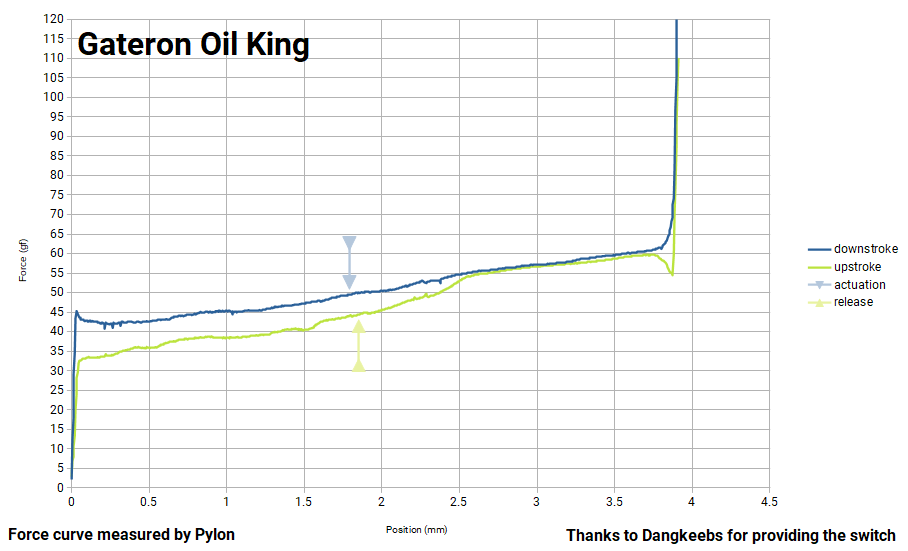 Gateron Oil King
120
115
110
105
100
95
90
85
80
75
70
65
60
55
50
45
40
35
30
25
20
15
10
5
0
Force (gf)
0 0.5 1 1.5 2 2.5 3 3.5 4 4.5
Position (mm)
downstroke
upstroke
actuation
release
Force curve measured by Pylon
Thanks to Dangkeebs for providing the switch